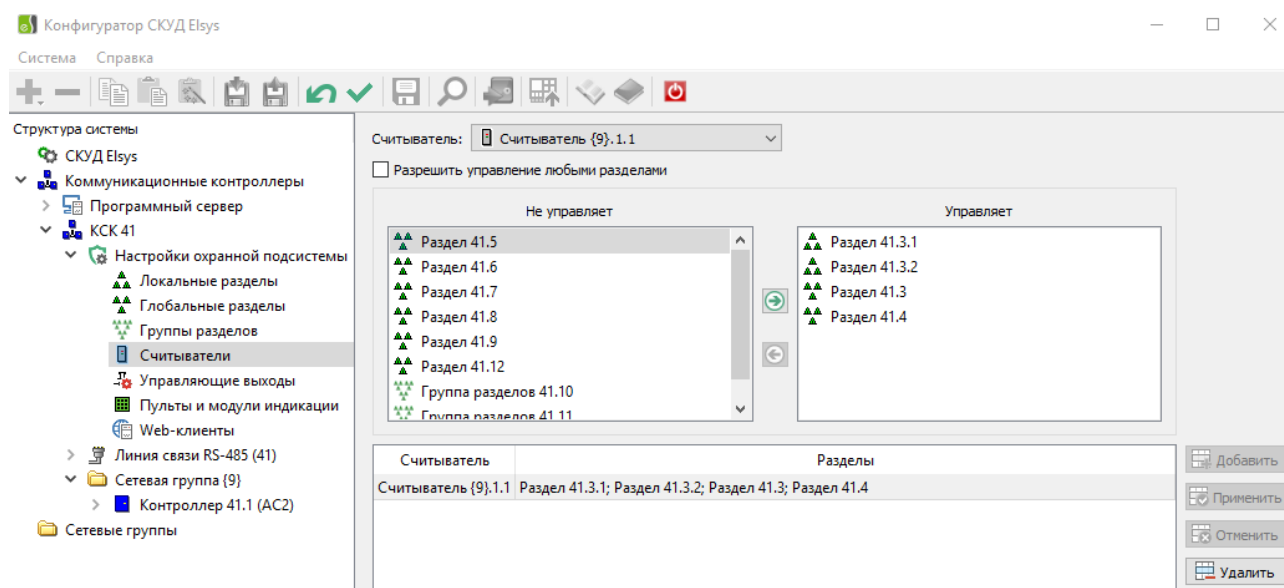 Конфигуратор СКУД Elsys
Система Справка
Структура системы
СКУД Elsys
Коммуникационные контроллеры
Программный сервер
КСК 41
Настройки охранной подсистемы
Локальные разделы
Глобальные разделы
Группы разделов
Считыватели
Управляющие выходы
Пульты и модули индикации
Web-клиенты
Линия связи RS-485 (41)
Сетевая группа {9}
Контроллер 41.1 (AC2)
Сетевые группы
Считыватель: Считыватель {9}.1.1
Разрешить управление любыми разделами
Не управляет
Раздел 41.5
Раздел 41.6
Раздел 41.7
Раздел 41.8
Раздел 41.9
Раздел 41.12
Группа разделов 41.10
Группа разделов 41.11
Управляет
Раздел 41.3.1
Раздел 41.3.2
Раздел 41.3
Раздел 41.4
Считыватель Разделы
Считыватель {9}.1.1 Раздел 41.3.1; Раздел 41.3.2; Раздел 41.3; Раздел 41.4
Добавить
Применить
Отменить
Удалить